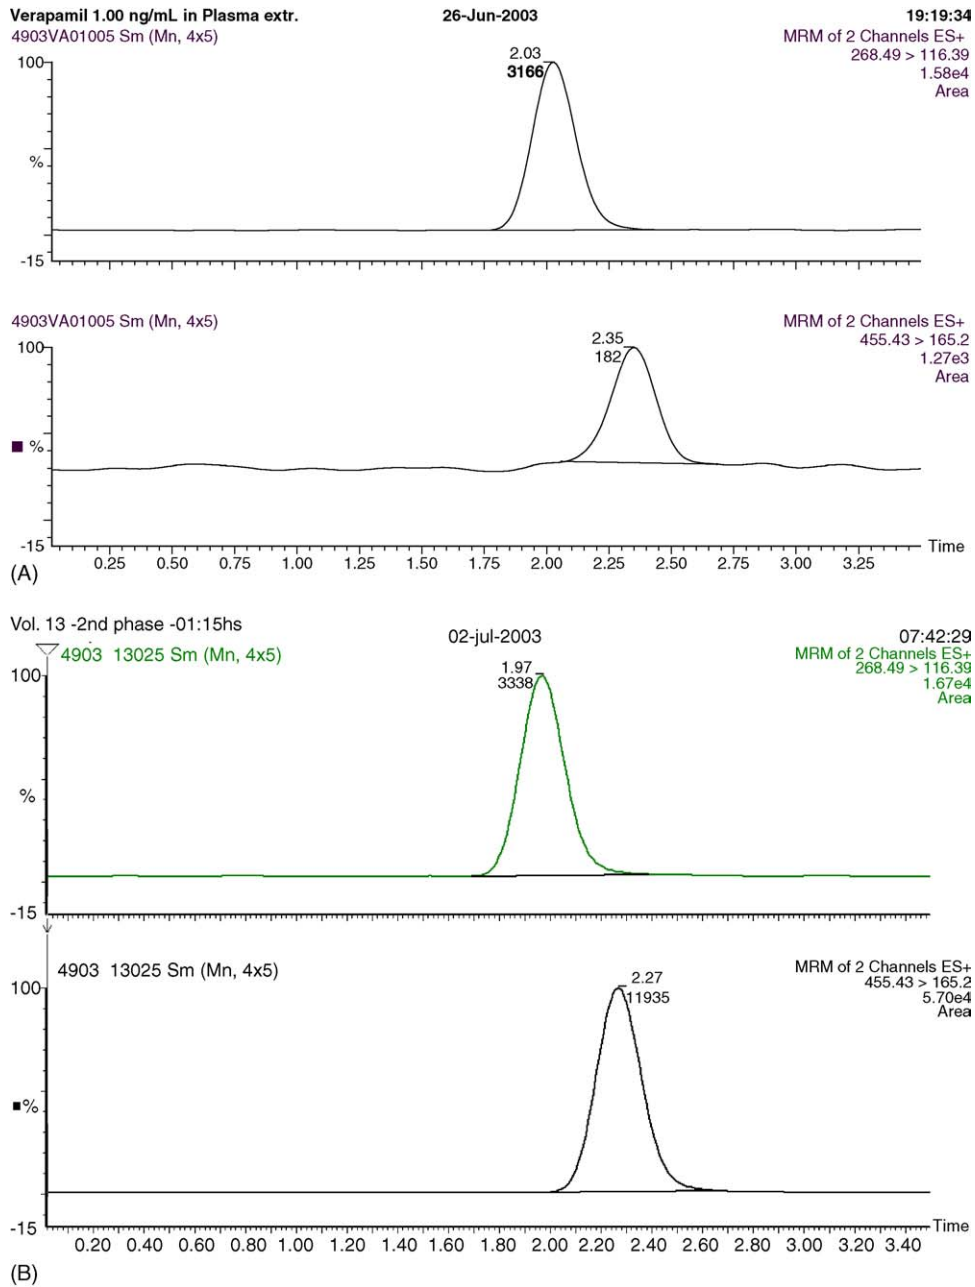 Verapamil 1.00 ng/mL in Plasma extr. 26-Jun-2003 19:19:34
4903VA01005 Sm (Mn, 4x5) MRM of 2 Channels ES+
268.49 > 116.39
1.58e4
Area
100
2.03
3166
%
-15
4903VA01005 Sm (Mn, 4x5) MRM of 2 Channels ES+
455.43 > 165.2
1.27e3
Area
100
2.35
182
%
-15
Time
0.25 0.50 0.75 1.00 1.25 1.50 1.75 2.00 2.25 2.50 2.75 3.00 3.25
(A)
Vol. 13 -2nd phase -01:15hs
02-jul-2003 07:42:29
4903 13025 Sm (Mn, 4x5) MRM of 2 Channels ES+
268.49 > 116.39
1.67e4
Area
100
1.97
3338
%
-15
4903 13025 Sm (Mn, 4x5) MRM of 2 Channels ES+
455.43 > 165.2
5.70e4
Area
100
2.27
11935
%
-15
Time
0.20 0.40 0.60 0.80 1.00 1.20 1.40 1.60 1.80 2.00 2.20 2.40 2.60 2.80 3.00 3.20 3.40
(B)